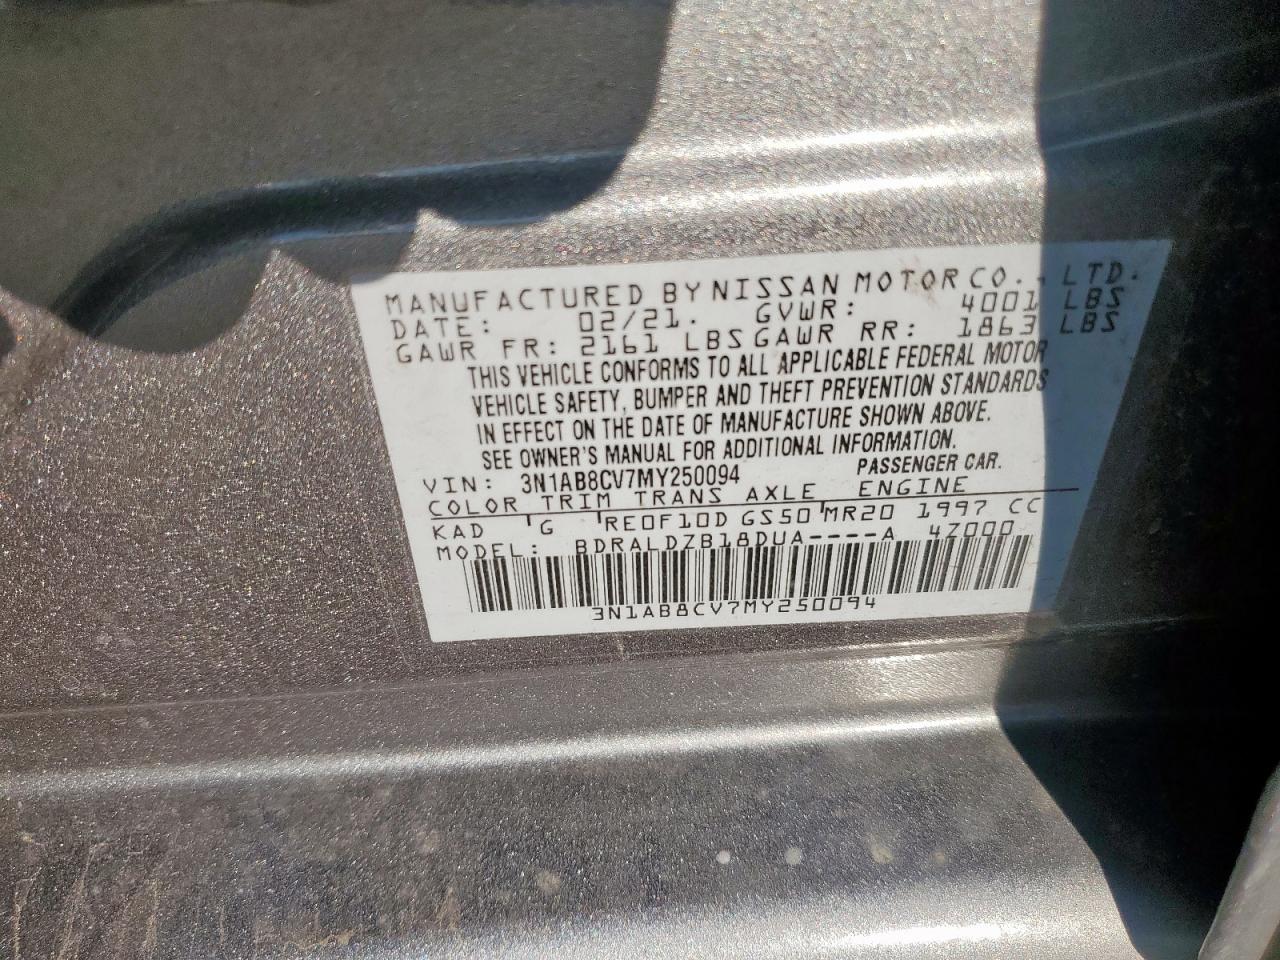 MANUFACTURED BY NISSAN MOTOR CO., LTD.
DATE: 02/21. GVWR: 4001 LBS
GAWR FR: 2161 LBS GAWR RR: 1863 LBS
THIS VEHICLE CONFORMS TO ALL APPLICABLE FEDERAL MOTOR
VEHICLE SAFETY, BUMPER AND THEFT PREVENTION STANDARDS
IN EFFECT ON THE DATE OF MANUFACTURE SHOWN ABOVE.
SEE OWNER'S MANUAL FOR ADDITIONAL INFORMATION.
VIN: 3N1AB8CV7MY250094 PASSENGER CAR.
COLOR TRIM TRANS AXLE ENGINE
KAD G RE0F10D GS50 MR20 1997 CC
MODEL: BDRALDZB18DUA----A 4Z000
3N1AB8CV7MY250094